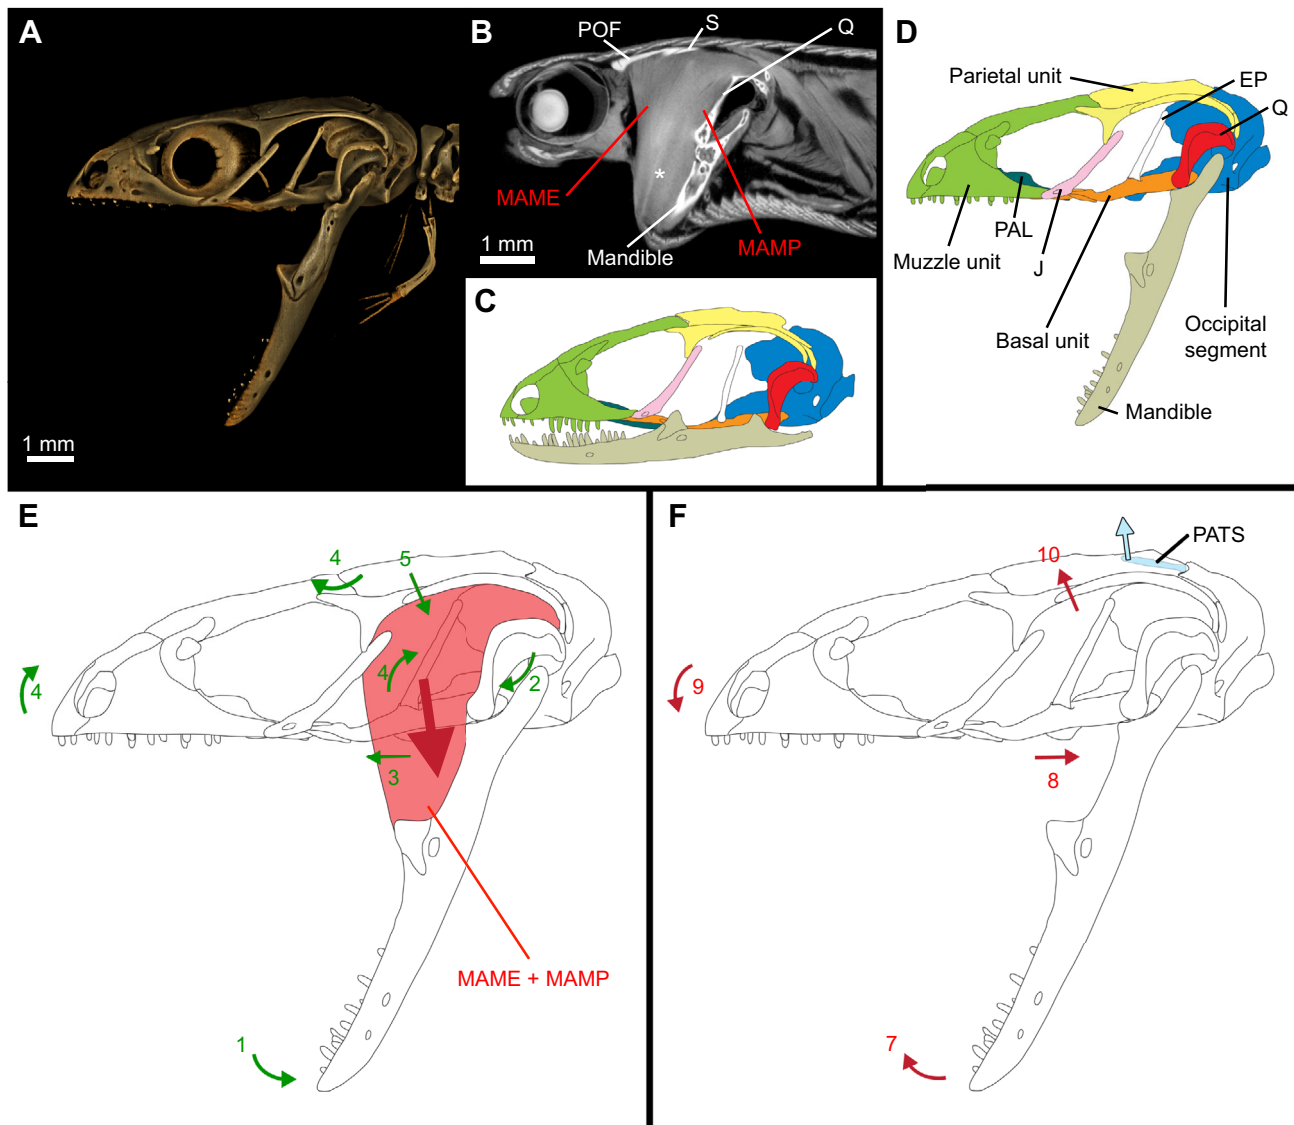 A
1 mm
B
POF
S
Q
MAME
MAMP
Mandible
1 mm
C
D
Parietal unit
EP
Q
PAL
Muzzle unit
J
Basal unit
Occipital
segment
Mandible
E
4
5
4
4
2
3
MAME + MAMP
1
F
10
PATS
9
8
7
*